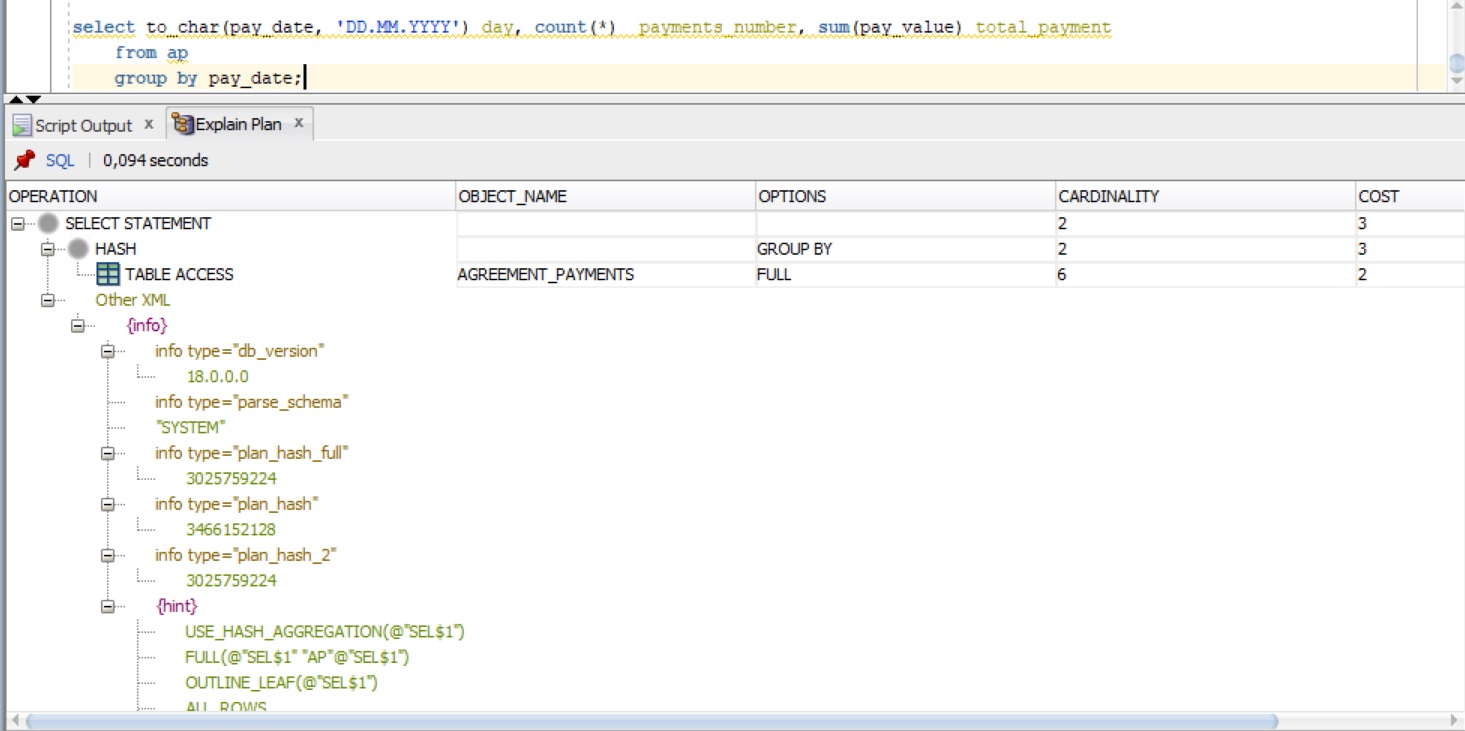 select to_char(pay_date, 'DD.MM.YYYY') day, count(*)  payments_number, sum(pay_value) total_payment
from ap
group by pay_date;
Script Output x Explain Plan x
SQL | 0,094 seconds
OPERATION OBJECT_NAME OPTIONS CARDINALITY COST
SELECT STATEMENT 2 3
HASH GROUP BY 2 3
TABLE ACCESS AGREEMENT_PAYMENTS FULL 6 2
Other XML
{info}
info type="db_version"
18.0.0.0
info type="parse_schema"
"SYSTEM"
info type="plan_hash_full"
3025759224
info type="plan_hash"
3466152128
info type="plan_hash_2"
3025759224
{hint}
USE_HASH_AGGREGATION(@"SEL$1")
FULL(@"SEL$1" "AP"@"SEL$1")
OUTLINE_LEAF(@"SEL$1")
ALL_ROWS